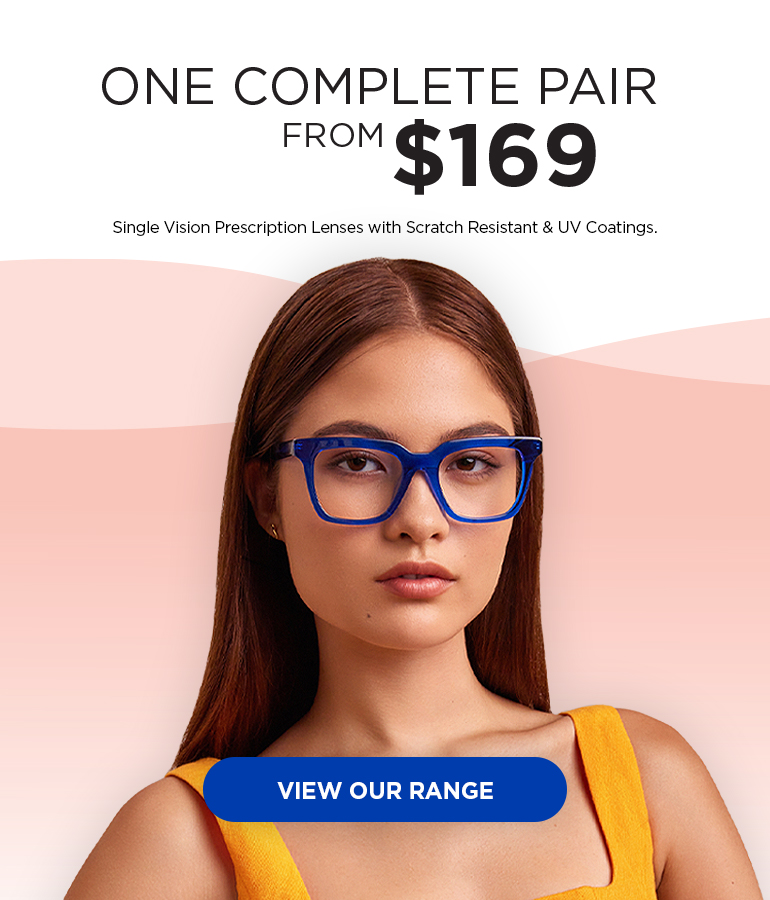 ONE COMPLETE PAIR
FROM $169
Single Vision Prescription Lenses with Scratch Resistant & UV Coatings.
VIEW OUR RANGE